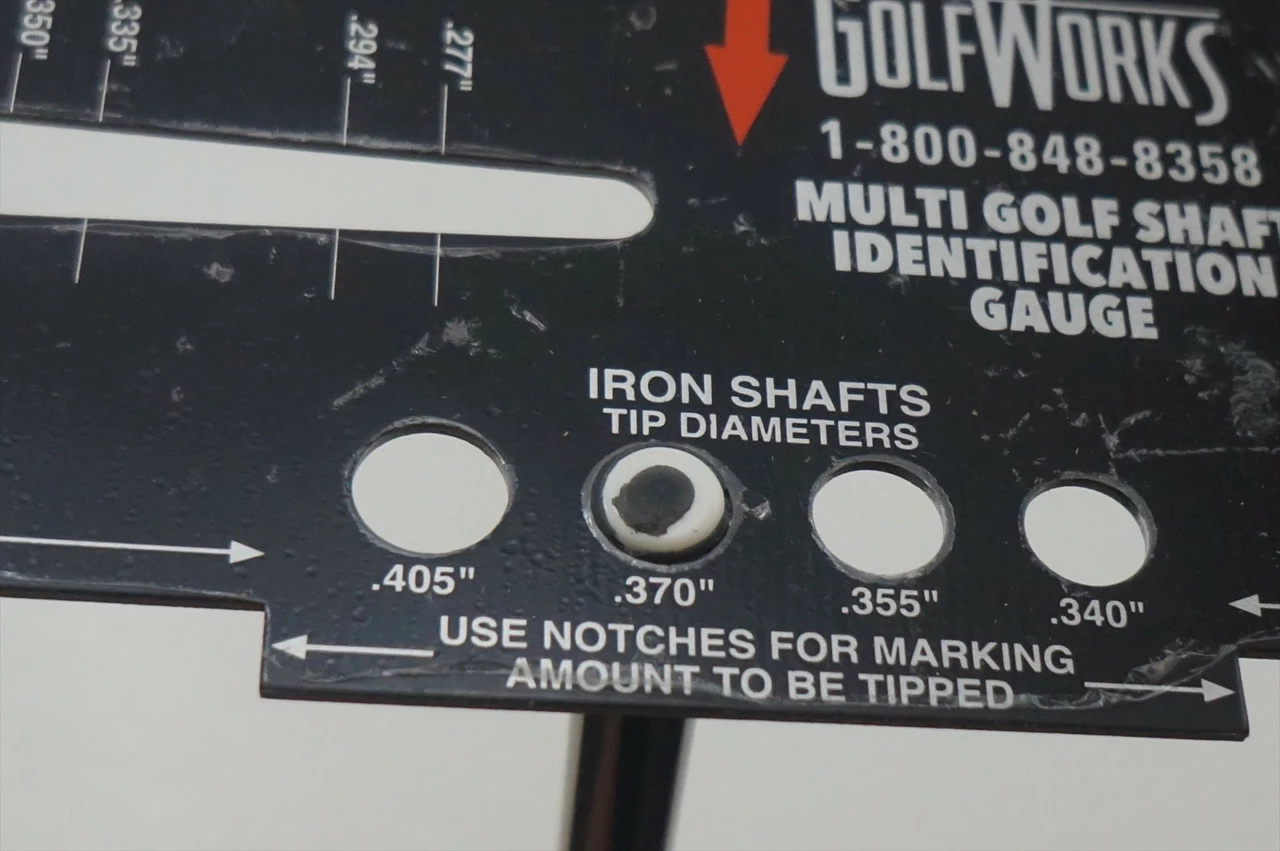 .350"
.335"
.294"
.277"
GOLFWORKS
1-800-848-8358
MULTI GOLF SHAFT
IDENTIFICATION
GAUGE
IRON SHAFTS
TIP DIAMETERS
.405"
.370"
.355"
.340"
USE NOTCHES FOR MARKING
AMOUNT TO BE TIPPED